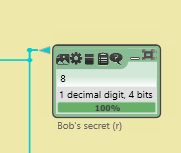 8
1 decimal digit, 4 bits
100%
Bob's secret (r)